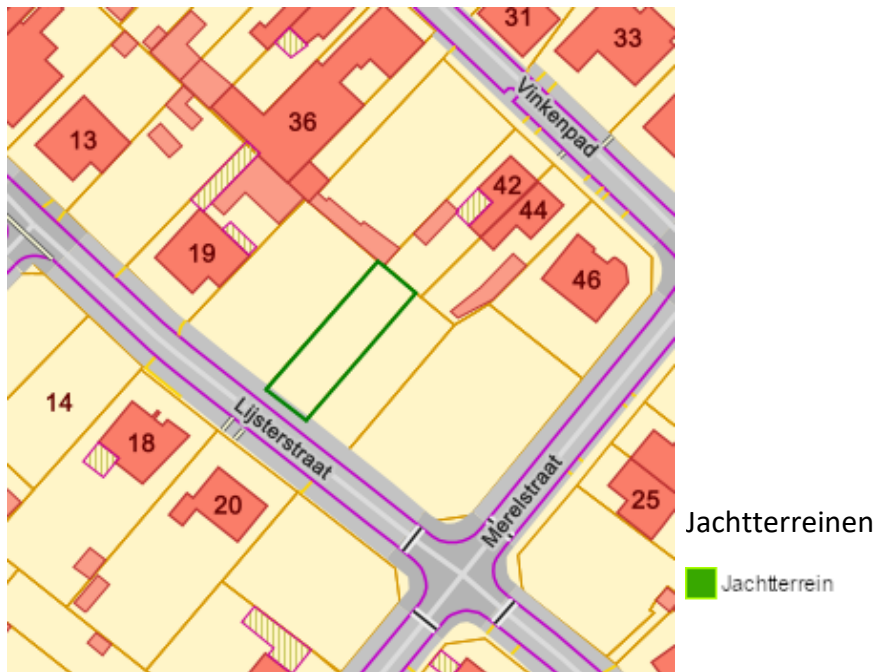 31
33
Vinkenpad
36
13
42
44
19
46
14
Lijsterstraat
18
Merelstraat
20
25
Jachtterreinen
Jachtterrein